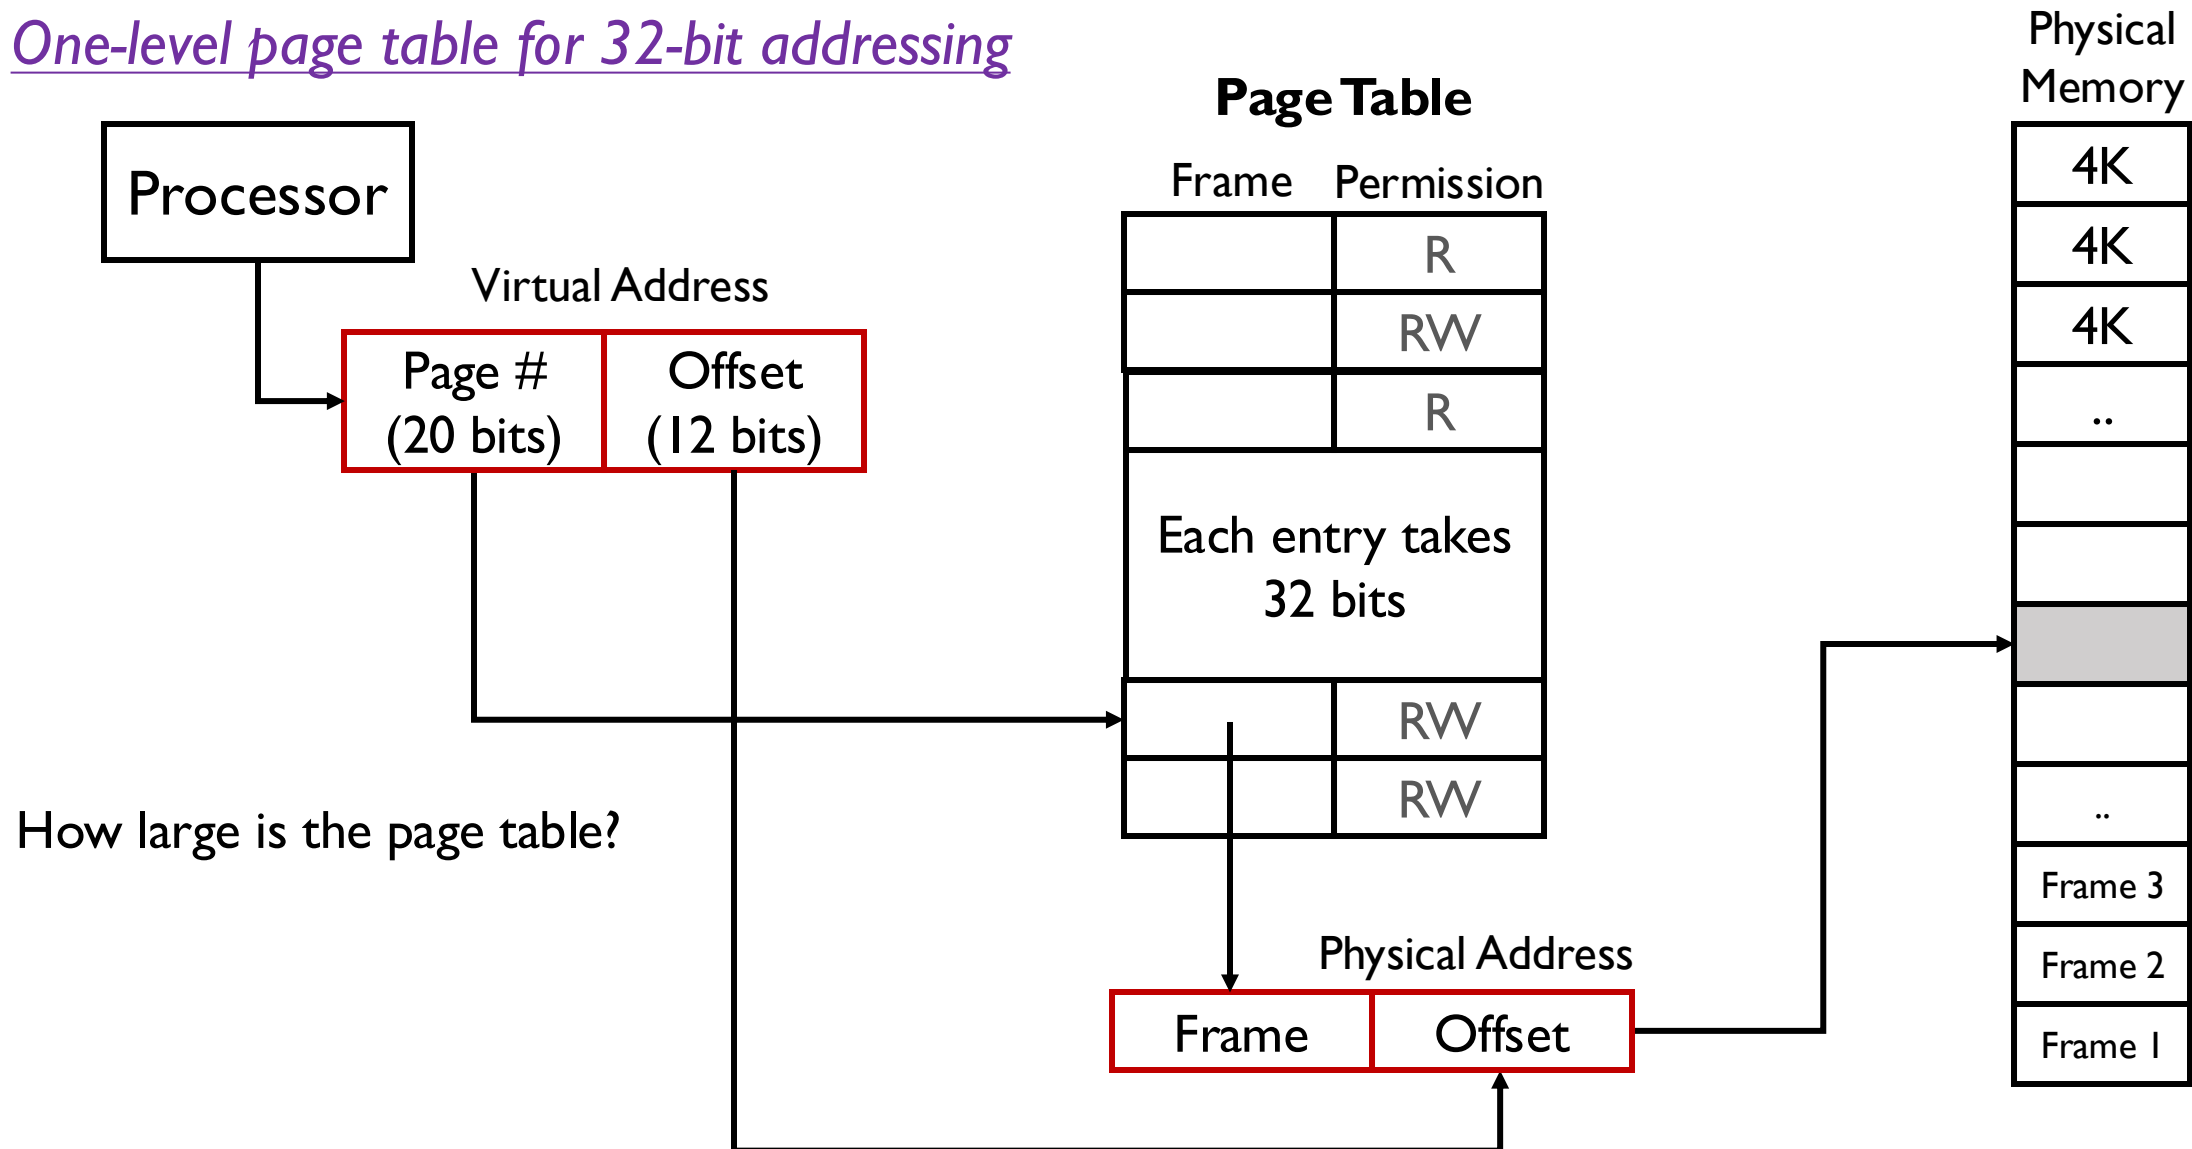 One-level page table for 32-bit addressing
Physical
Memory
Page Table
Processor
Frame
Permission
4K
4K
4K
..
R
RW
R
Virtual Address
Page #
(20 bits)
Offset
(12 bits)
Each entry takes
32 bits
RW
RW
How large is the page table?
..
Frame 3
Frame 2
Frame 1
Physical Address
Frame
Offset